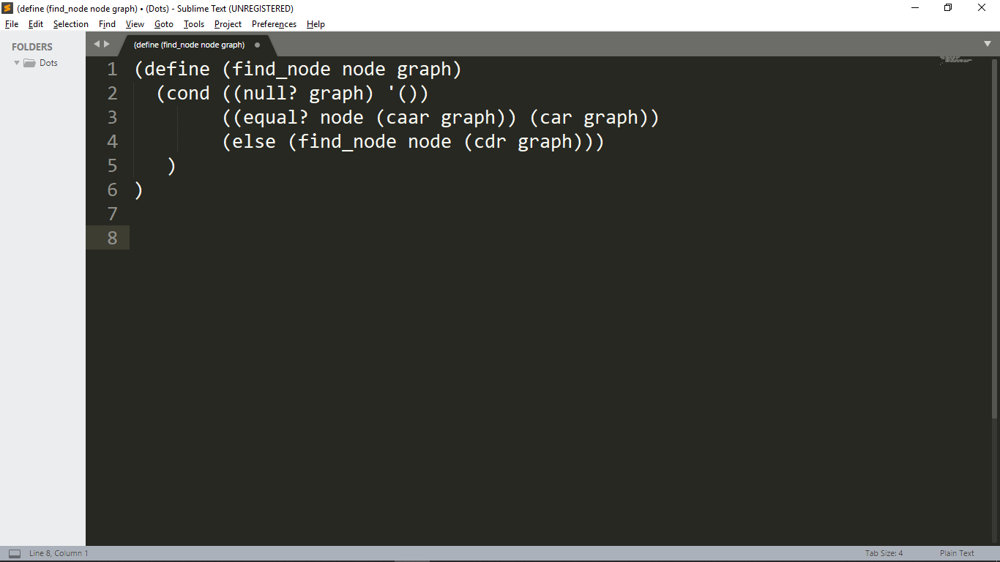 (define (find_node node graph) • (Dots) - Sublime Text (UNREGISTERED)
File Edit Selection Find View Goto Tools Project Preferences Help
FOLDERS
Dots
(define (find_node node graph)
1 (define (find_node node graph)
2 (cond ((null? graph) '())
3 ((equal? node (caar graph)) (car graph))
4 (else (find_node node (cdr graph)))
5 )
6 )
7
8
Line 8, Column 1 Tab Size: 4 Plain Text